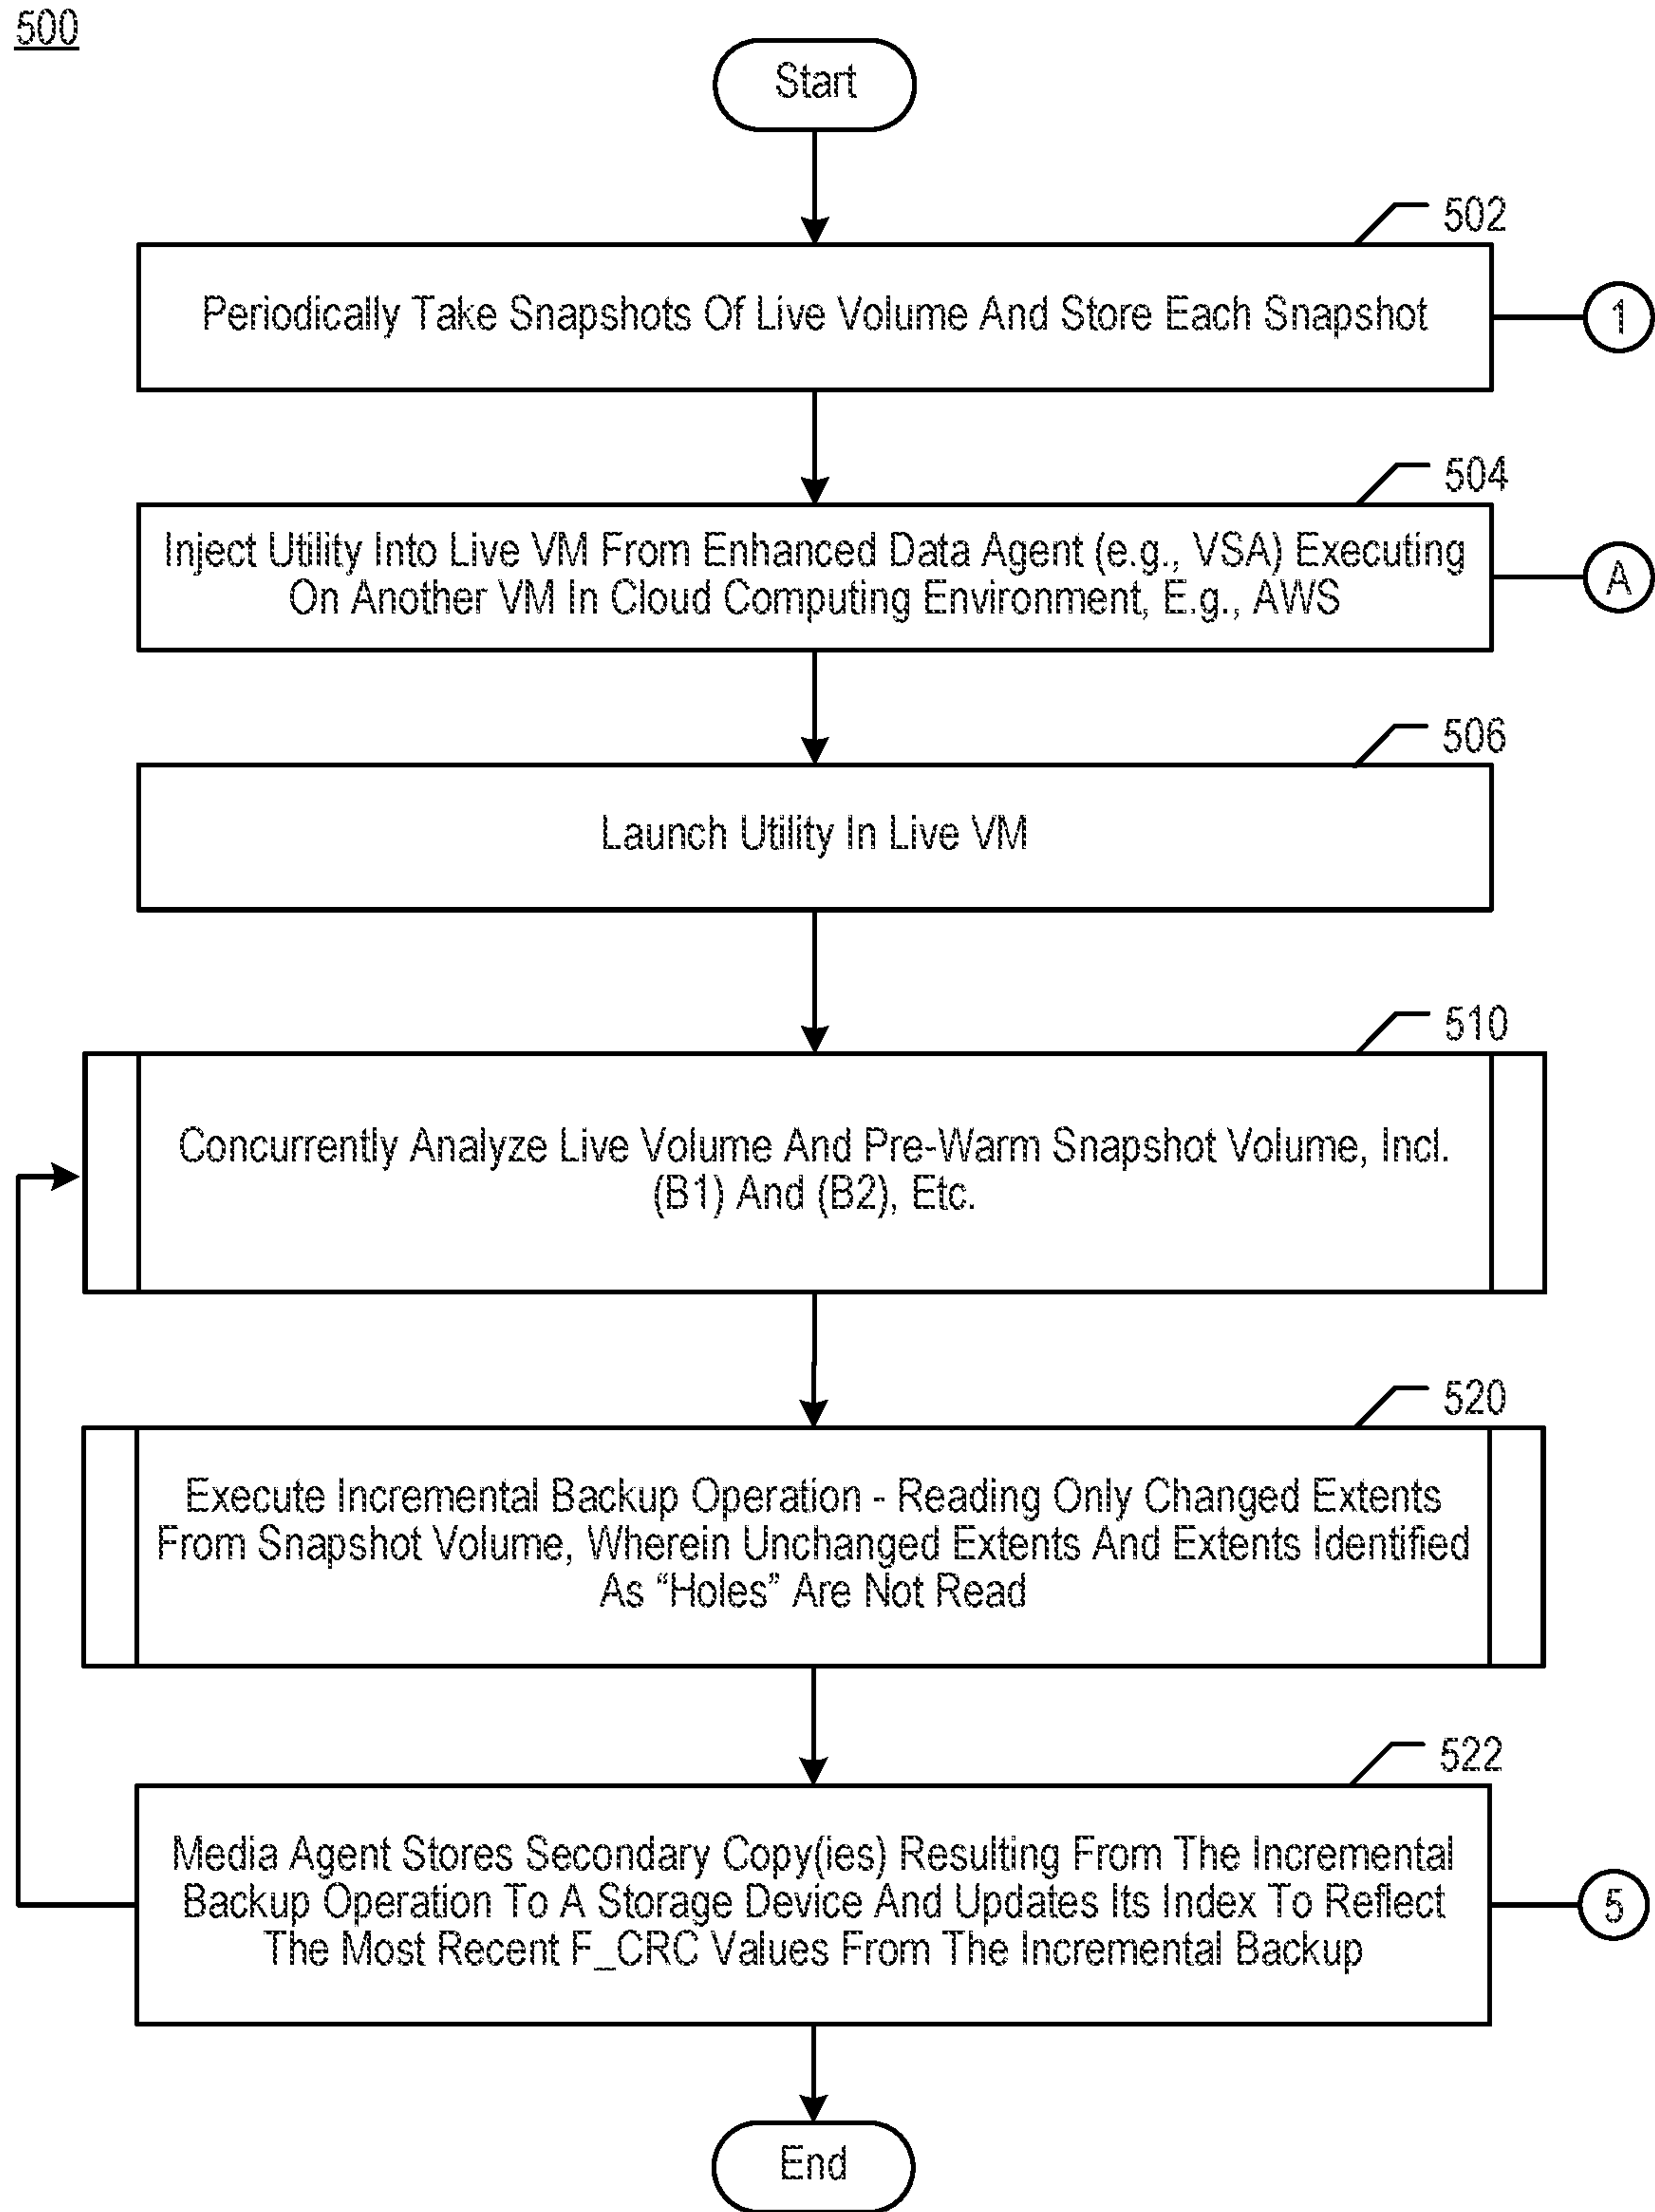 500
Start
502
Periodically Take Snapshots Of Live Volume And Store Each Snapshot
1
504
Inject Utility Into Live VM From Enhanced Data Agent (e.g., VSA) Executing
On Another VM In Cloud Computing Environment, E.g., AWS
A
506
Launch Utility In Live VM
510
Concurrently Analyze Live Volume And Pre-Warm Snapshot Volume, Incl.
(B1) And (B2), Etc.
520
Execute Incremental Backup Operation - Reading Only Changed Extents
From Snapshot Volume, Wherein Unchanged Extents And Extents Identified
As “Holes” Are Not Read
522
Media Agent Stores Secondary Copy(ies) Resulting From The Incremental
Backup Operation To A Storage Device And Updates Its Index To Reflect
The Most Recent F_CRC Values From The Incremental Backup
5
End